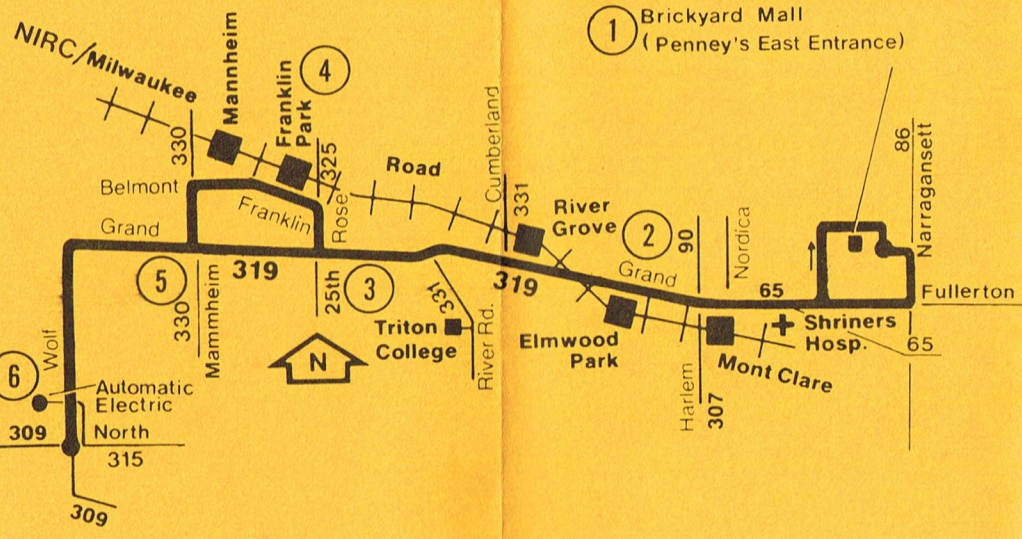 1 Brickyard Mall
(Penney's East Entrance)
NIRC/Milwaukee
Road
Mannheim
Franklin
Park
4
330
325
Cumberland
331
River
Grove
2
90
Nordica
86
Narragansett
Belmont
Franklin
Rose
Grand
319
319
Grand
65
Fullerton
5
330
Mammheim
25th
3
331
Triton
College
River Rd.
N
Elmwood
Park
Shriners
Hosp.
65
Mont Clare
Harlem
307
Wolf
6
Automatic
Electric
309
North
315
309